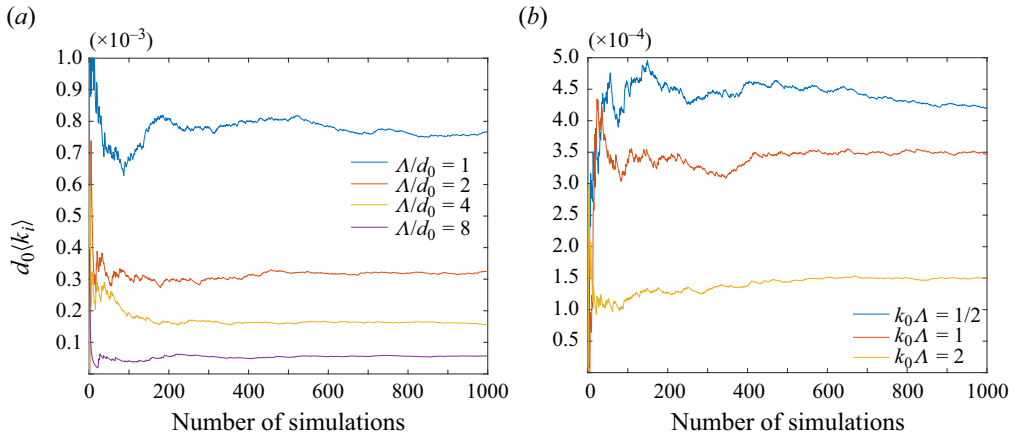 (a)
(×10⁻³)
1.0
0.9
0.8
0.7
0.6
0.5
0.4
0.3
0.2
0.1
0
200
400
600
800
1000
Number of simulations
d₀⟨kᵢ⟩
Λ/d₀ = 1
Λ/d₀ = 2
Λ/d₀ = 4
Λ/d₀ = 8
(b)
(×10⁻⁴)
5.0
4.5
4.0
3.5
3.0
2.5
2.0
1.5
1.0
0.5
0
200
400
600
800
1000
Number of simulations
k₀Λ = 1/2
k₀Λ = 1
k₀Λ = 2